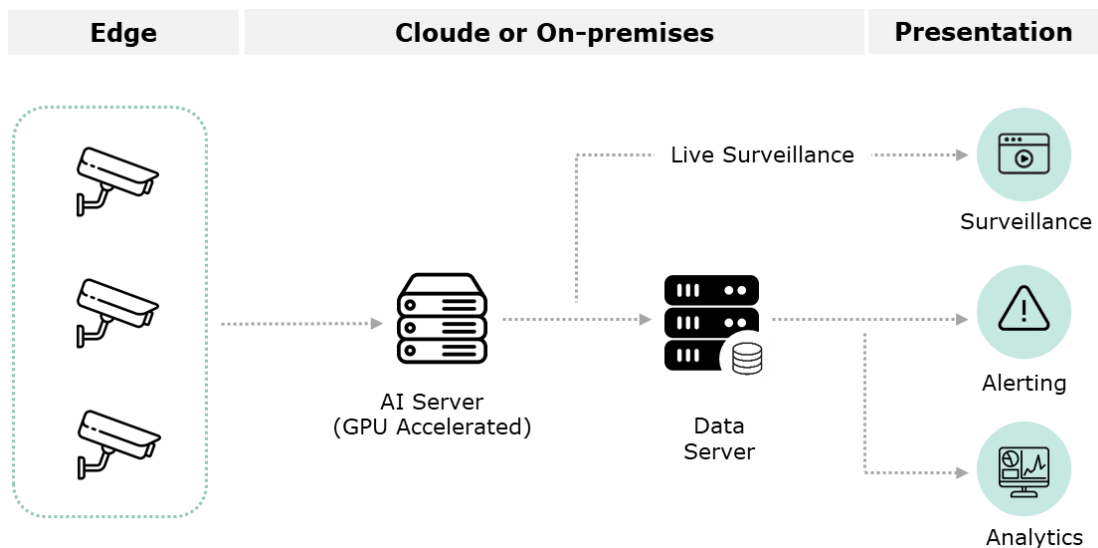 Edge
Cloude or On-premises
Presentation
Live Surveillance
Surveillance
AI Server
(GPU Accelerated)
Data
Server
Alerting
Analytics